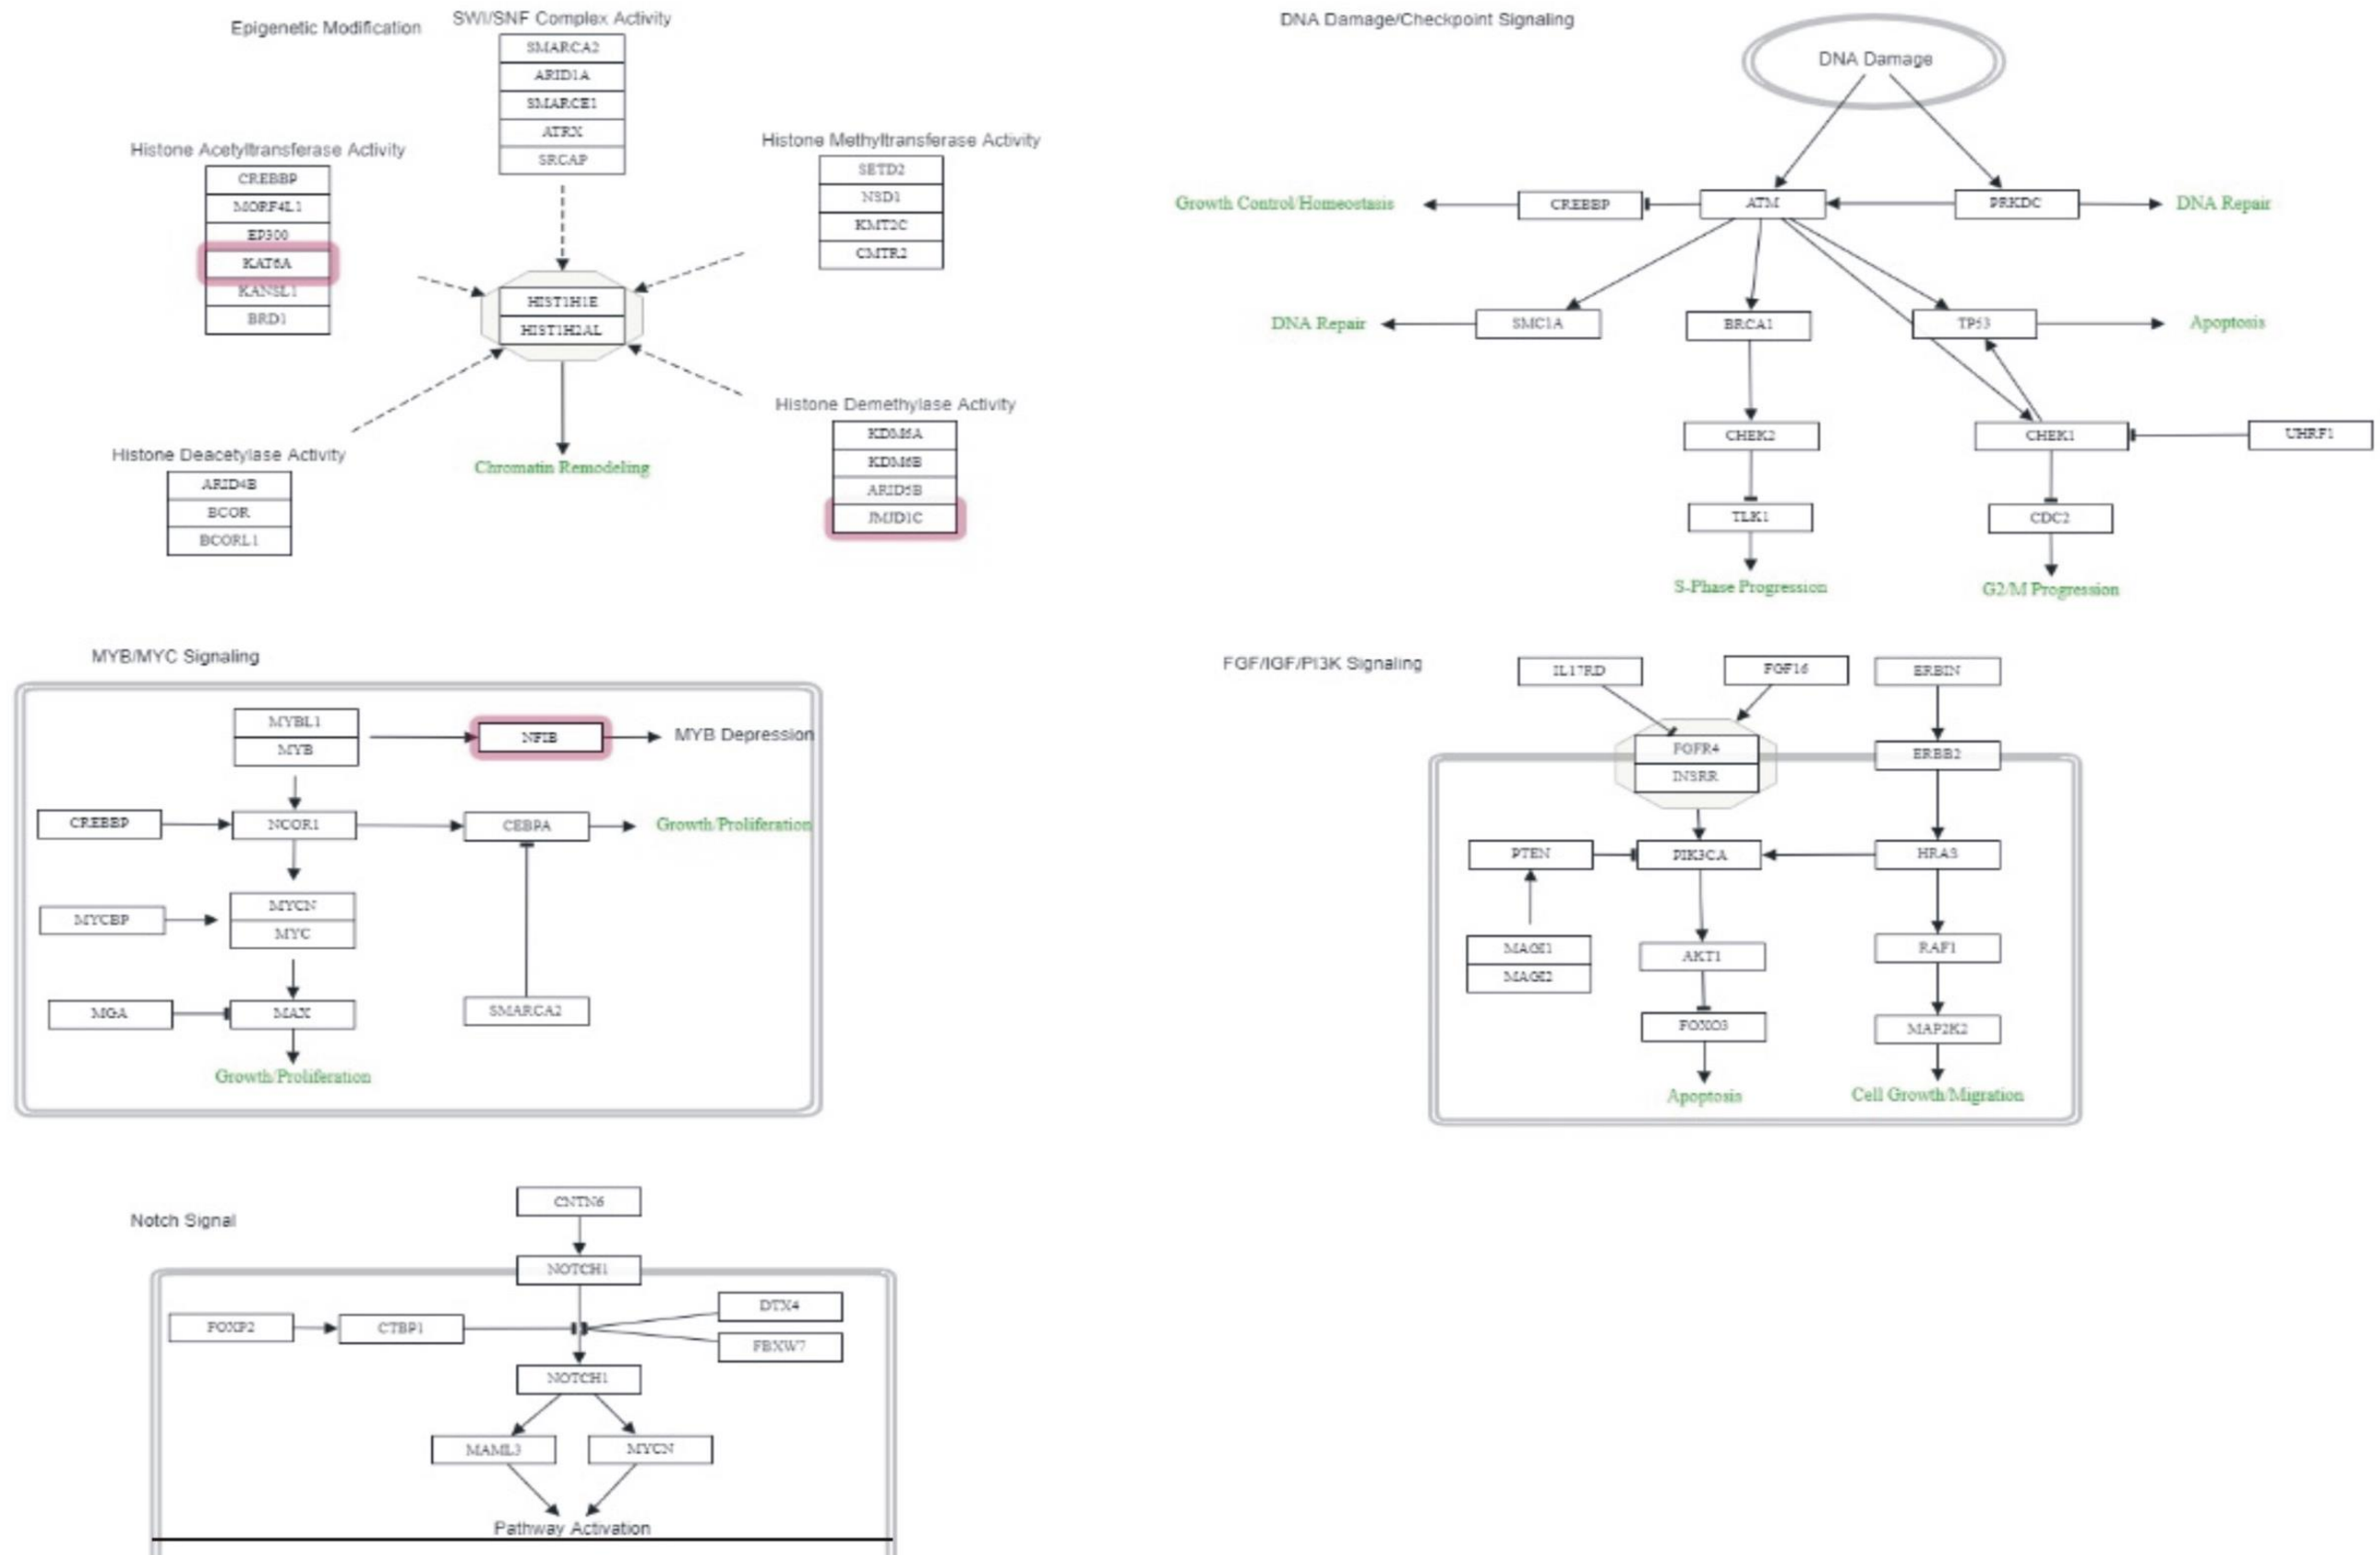 Epigenetic Modification
SWI/SNF Complex Activity
SMARCA2
ARID1A
SMARCE1
ATRX
SRCAP
Histone Acetyltransferase Activity
CREBBP
MORF4L1
EP300
KAT6A
KANSL1
BRD1
Histone Methyltransferase Activity
SETD2
NSD1
KMT2C
CMTR2
HIST1H1E
HIST1H2AL
Histone Deacetylase Activity
ARID4B
BCOR
BCORL1
Chromatin Remodeling
Histone Demethylase Activity
KDM6A
KDM6B
ARID5B
JMJD1C
DNA Damage/Checkpoint Signaling
DNA Damage
Growth Control/Homeostasis
CREBBP
ATM
PRKDC
DNA Repair
DNA Repair
SMC1A
BRCA1
TP53
Apoptosis
CHEK2
CHEK1
UHRF1
TLK1
CDC2
S-Phase Progression
G2/M Progression
MYB/MYC Signaling
MYBL1
MYB
NFIB
MYB Depression
CREBBP
NCOR1
CEBPA
Growth/Proliferation
MYCBP
MYCN
MYC
MGA
MAX
SMARCA2
Growth/Proliferation
FGF/IGF/PI3K Signaling
IL17RD
FGF16
ERBIN
FGFR4
INSRR
ERBB2
PTEN
PIK3CA
HRAS
MAGI1
MAGI2
AKT1
RAF1
FOXO3
MAP2K2
Apoptosis
Cell Growth/Migration
Notch Signal
CNTN6
NOTCH1
DTX4
FOXP2
CTBP1
FBXW7
NOTCH1
MAML3
MYCN
Pathway Activation